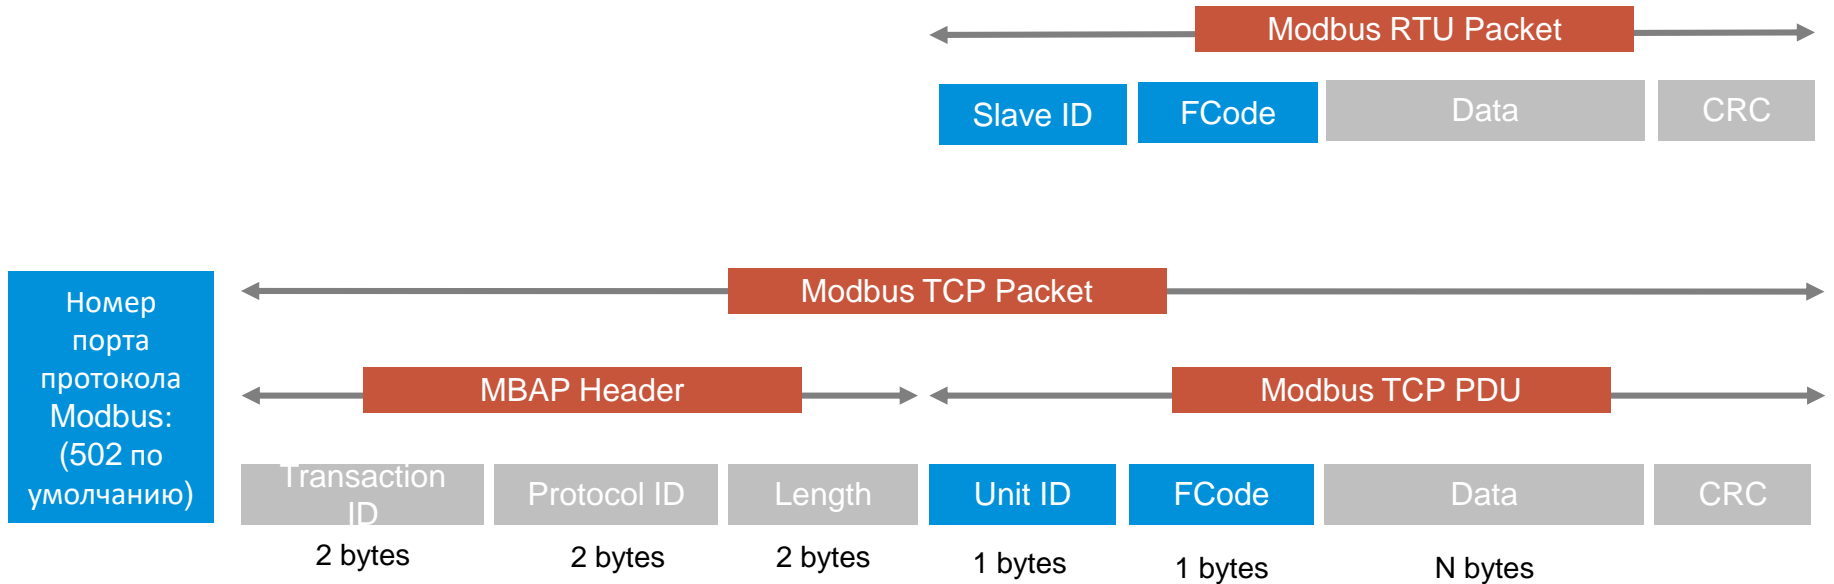 Modbus RTU Packet
Slave ID
FCode
Data
CRC
Номер
порта
протокола
Modbus:
(502 по
умолчанию)
Modbus TCP Packet
MBAP Header
Modbus TCP PDU
Transaction
ID
Protocol ID
Length
Unit ID
FCode
Data
CRC
2 bytes
2 bytes
2 bytes
1 bytes
1 bytes
N bytes